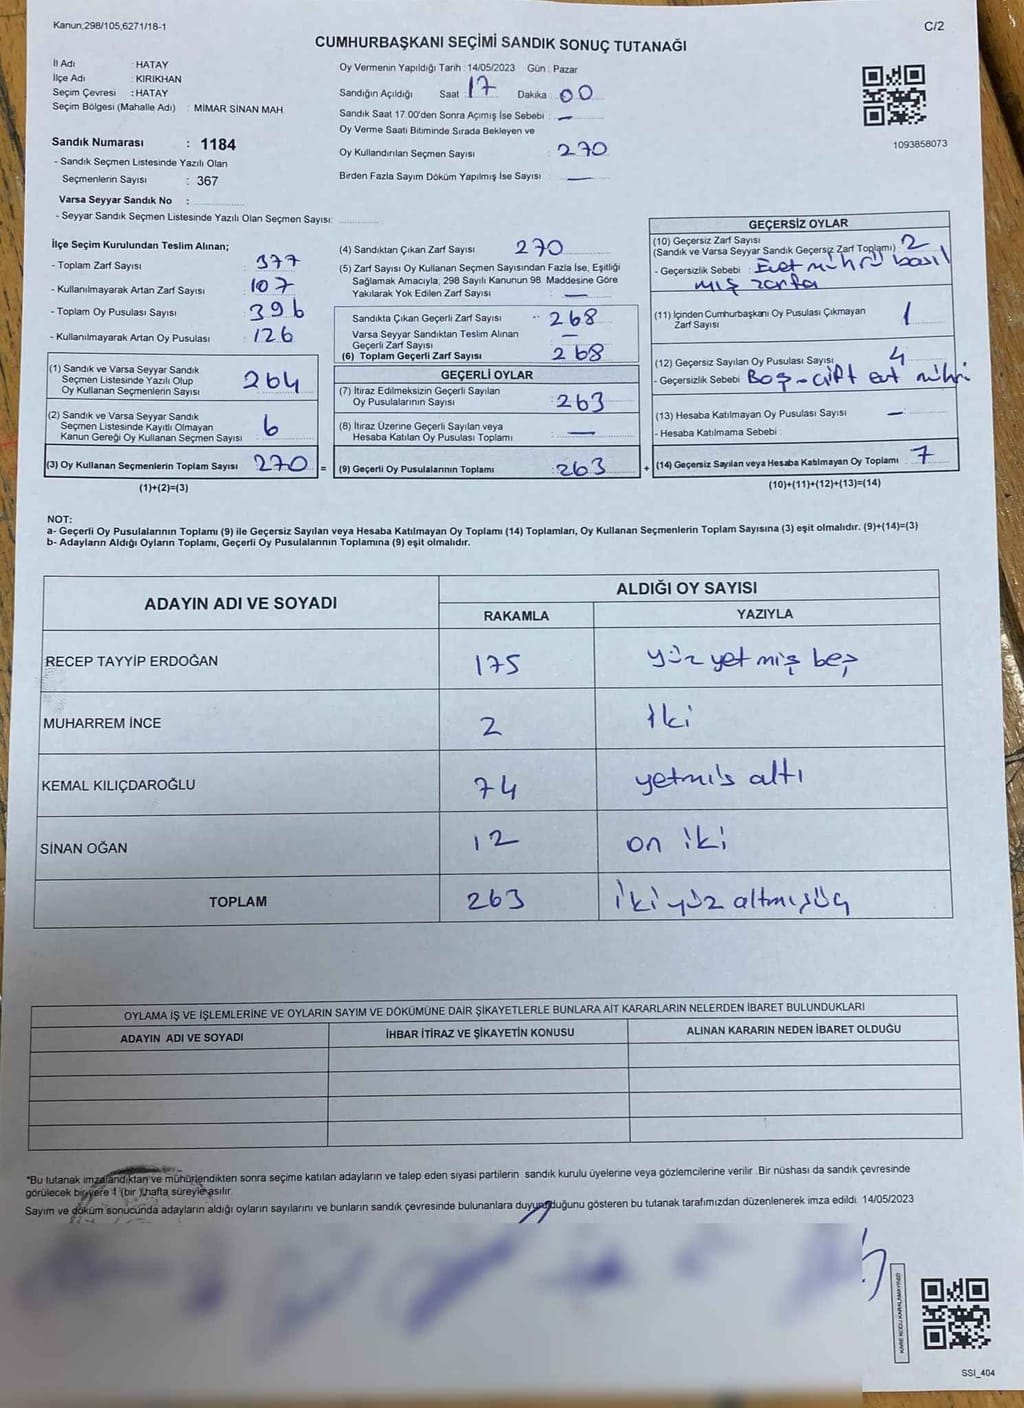 Kanun;298/105,6271/18-1
C/2
CUMHURBAŞKANI SEÇİMİ SANDIK SONUÇ TUTANAĞI
İl Adı : HATAY
İlçe Adı : KIRIKHAN
Seçim Çevresi : HATAY
Seçim Bölgesi (Mahalle Adı) : MİMAR SİNAN MAH
Sandık Numarası : 1184
- Sandık Seçmen Listesinde Yazılı Olan
Seçmenlerin Sayısı : 367
Varsa Seyyar Sandık No :
- Seyyar Sandık Seçmen Listesinde Yazılı Olan Seçmen Sayısı:
Oy Vermenin Yapıldığı Tarih : 14/05/2023 Gün : Pazar
Sandığın Açıldığı Saat : 17 Dakika : 00
Sandık Saat 17.00'den Sonra Açımış İse Sebebi : —
Oy Verme Saati Bitiminde Sırada Bekleyen ve
Oy Kullandırılan Seçmen Sayısı : 270
Birden Fazla Sayım Döküm Yapılmış İse Sayısı : —
1093858073
İlçe Seçim Kurulundan Teslim Alınan;
- Toplam Zarf Sayısı : 377
- Kullanılmayarak Artan Zarf Sayısı : 107
- Toplam Oy Pusulası Sayısı : 396
- Kullanılmayarak Artan Oy Pusulası : 126
(1) Sandık ve Varsa Seyyar Sandık
Seçmen Listesinde Yazılı Olup
Oy Kullanan Seçmenlerin Sayısı : 264
(2) Sandık ve Varsa Seyyar Sandık
Seçmen Listesinde Kayıtlı Olmayan
Kanun Gereği Oy Kullanan Seçmen Sayısı : 6
(3) Oy Kullanan Seçmenlerin Toplam Sayısı : 270 =
(1)+(2)=(3)
(4) Sandıktan Çıkan Zarf Sayısı : 270
(5) Zarf Sayısı Oy Kullanan Seçmen Sayısından Fazla İse, Eşitliği
Sağlamak Amacıyla, 298 Sayılı Kanunun 98. Maddesine Göre
Yakılarak Yok Edilen Zarf Sayısı : —
Sandıkta Çıkan Geçerli Zarf Sayısı : 268
Varsa Seyyar Sandıktan Teslim Alınan
Geçerli Zarf Sayısı : —
(6) Toplam Geçerli Zarf Sayısı : 268
GEÇERLİ OYLAR
(7) İtiraz Edilmeksizin Geçerli Sayılan
Oy Pusulalarının Sayısı : 263
(8) İtiraz Üzerine Geçerli Sayılan veya
Hesaba Katılan Oy Pusulası Toplamı : —
(9) Geçerli Oy Pusulalarının Toplamı : 263 +
GEÇERSİZ OYLAR
(10) Geçersiz Zarf Sayısı
(Sandık ve Varsa Seyyar Sandık Geçersiz Zarf Toplamı) : 2
- Geçersizlik Sebebi : Evet mührü basıl
mış zarfa
(11) İçinden Cumhurbaşkanı Oy Pusulası Çıkmayan
Zarf Sayısı : 1
(12) Geçersiz Sayılan Oy Pusulası Sayısı : 4
- Geçersizlik Sebebi : Boş - çift evt mühri
(13) Hesaba Katılmayan Oy Pusulası Sayısı : —
- Hesaba Katılmama Sebebi :
(14) Geçersiz Sayılan veya Hesaba Katılmayan Oy Toplamı : 7
(10)+(11)+(12)+(13)=(14)
NOT:
a- Geçerli Oy Pusulalarının Toplamı (9) ile Geçersiz Sayılan veya Hesaba Katılmayan Oy Toplamı (14) Toplamları, Oy Kullanan Seçmenlerin Toplam Sayısına (3) eşit olmalıdır. (9)+(14)=(3)
b- Adayların Aldığı Oyların Toplamı, Geçerli Oy Pusulalarının Toplamına (9) eşit olmalıdır.
ADAYIN ADI VE SOYADI
ALDIĞI OY SAYISI
RAKAMLA YAZIYLA
RECEP TAYYİP ERDOĞAN 175 yüz yetmiş beş
MUHARREM İNCE 2 iki
KEMAL KILIÇDAROĞLU 74 yetmis altı
SİNAN OĞAN 12 on iki
TOPLAM 263 iki yüz altmışüç
OYLAMA İŞ VE İŞLEMLERİNE VE OYLARIN SAYIM VE DÖKÜMÜNE DAİR ŞİKAYETLERLE BUNLARA AİT KARARLARIN NELERDEN İBARET BULUNDUKLARI
ADAYIN ADI VE SOYADI İHBAR İTİRAZ VE ŞİKAYETİN KONUSU ALINAN KARARIN NEDEN İBARET OLDUĞU
*Bu tutanak imzalandıktan ve mühürlendikten sonra seçime katılan adayların ve talep eden siyasi partilerin sandık kurulu üyelerine veya gözlemcilerine verilir. Bir nüshası da sandık çevresinde
görülecek bir yere 1 (bir) hafta süreyle asılır.
Sayım ve döküm sonucunda adayların aldığı oyların sayılarını ve bunların sandık çevresinde bulunanlara duyurulduğunu gösteren bu tutanak tarafımızdan düzenlenerek imza edildi. 14/05/2023
KARE KODU KARALAMAYINIZ!
SSI_404